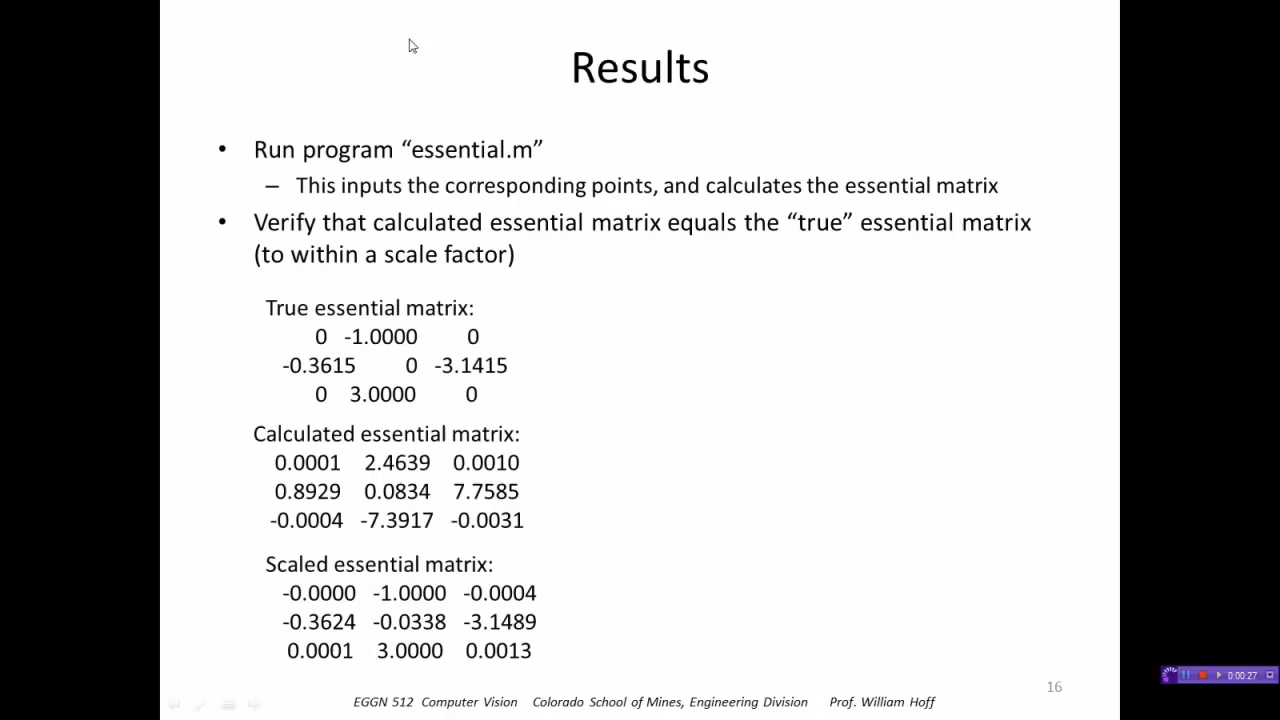 Results
• Run program “essential.m”
– This inputs the corresponding points, and calculates the essential matrix
• Verify that calculated essential matrix equals the “true” essential matrix
(to within a scale factor)
True essential matrix:
0 -1.0000 0
-0.3615 0 -3.1415
0 3.0000 0
Calculated essential matrix:
0.0001 2.4639 0.0010
0.8929 0.0834 7.7585
-0.0004 -7.3917 -0.0031
Scaled essential matrix:
-0.0000 -1.0000 -0.0004
-0.3624 -0.0338 -3.1489
0.0001 3.0000 0.0013
0:00:27
16
EGGN 512 Computer Vision Colorado School of Mines, Engineering Division Prof. William Hoff